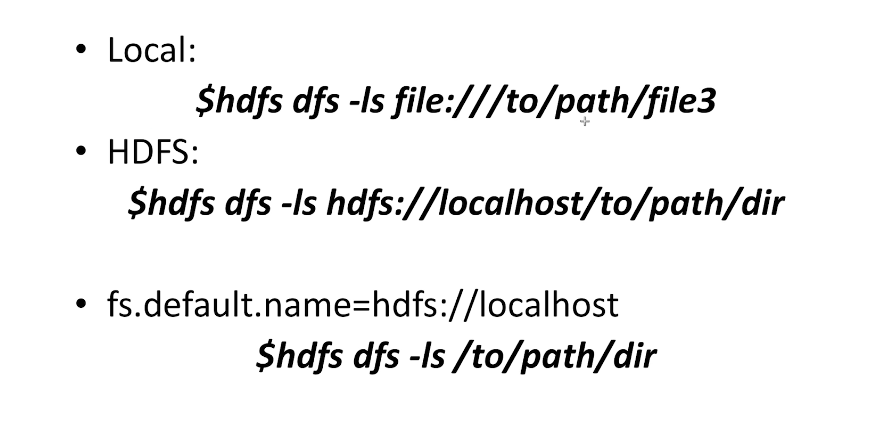 • Local:
$hdfs dfs -ls file:///to/path/file3
• HDFS:
$hdfs dfs -ls hdfs://localhost/to/path/dir
• fs.default.name=hdfs://localhost
$hdfs dfs -ls /to/path/dir